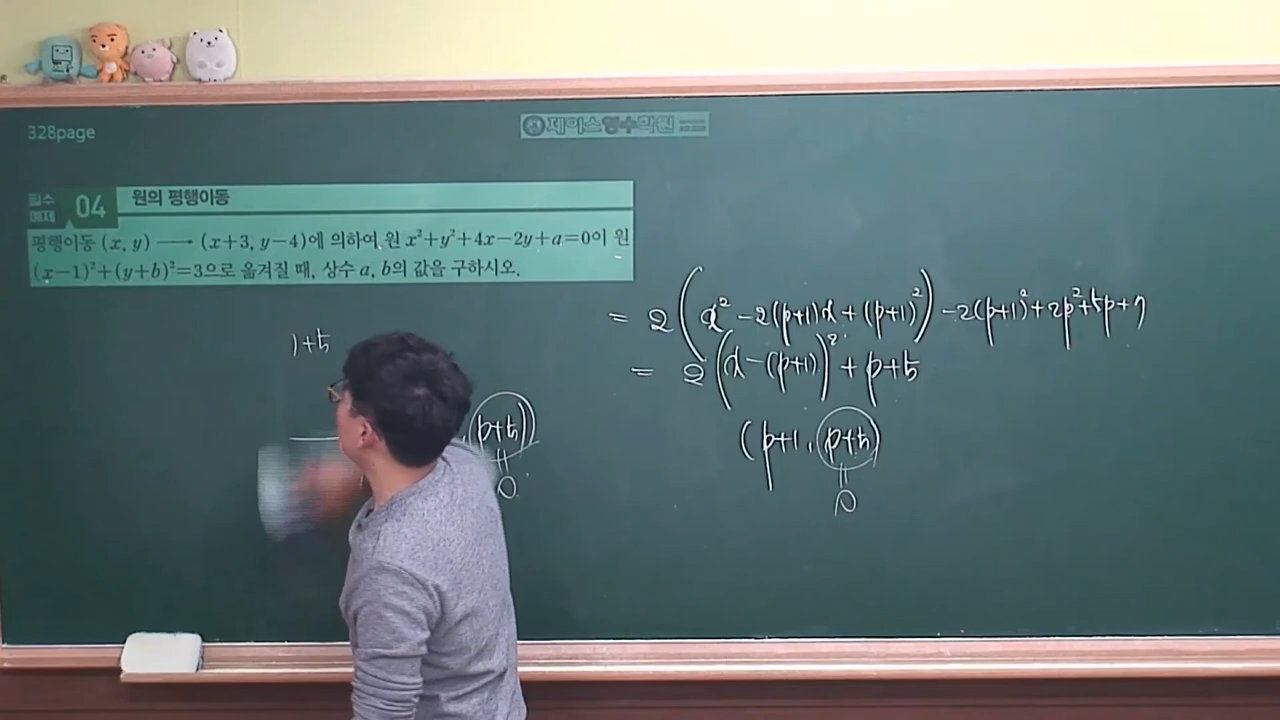 328page
제이스영수학원
필수 예제 04 원의 평행이동
평행이동 (x, y) ⟶ (x+3, y−4)에 의하여 원 x²+y²+4x−2y+a=0이 원
(x−1)²+(y+b)²=3으로 옮겨질 때, 상수 a, b의 값을 구하시오.
= 2(x²−2(p+1)x+(p+1)²)−2(p+1)²+2p²+5p+7
= 2(x−(p+1))²+p+5
(p+1, p+5)
=
0
)+5
p+5)
=
0